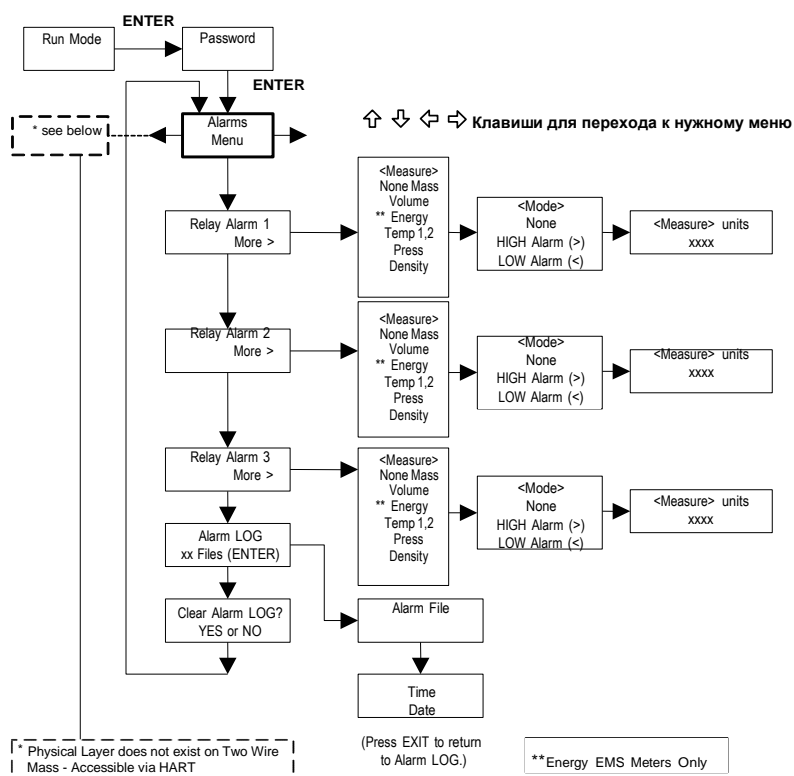 ENTER
Run Mode
Password
ENTER
* see below
Alarms
Menu
Клавиши для перехода к нужному меню
Relay Alarm 1
More >
<Measure>
None Mass
Volume
** Energy
Temp 1,2
Press
Density
<Mode>
None
HIGH Alarm (>)
LOW Alarm (<)
<Measure> units
xxxx
Relay Alarm 2
More >
<Measure>
None Mass
Volume
** Energy
Temp 1,2
Press
Density
<Mode>
None
HIGH Alarm (>)
LOW Alarm (<)
<Measure> units
xxxx
Relay Alarm 3
More >
<Measure>
None Mass
Volume
** Energy
Temp 1,2
Press
Density
<Mode>
None
HIGH Alarm (>)
LOW Alarm (<)
<Measure> units
xxxx
Alarm LOG
xx Files (ENTER)
Clear Alarm LOG?
YES or NO
Alarm File
Time
Date
(Press EXIT to return
to Alarm LOG.)
* Physical Layer does not exist on Two Wire
Mass - Accessible via HART
**Energy EMS Meters Only